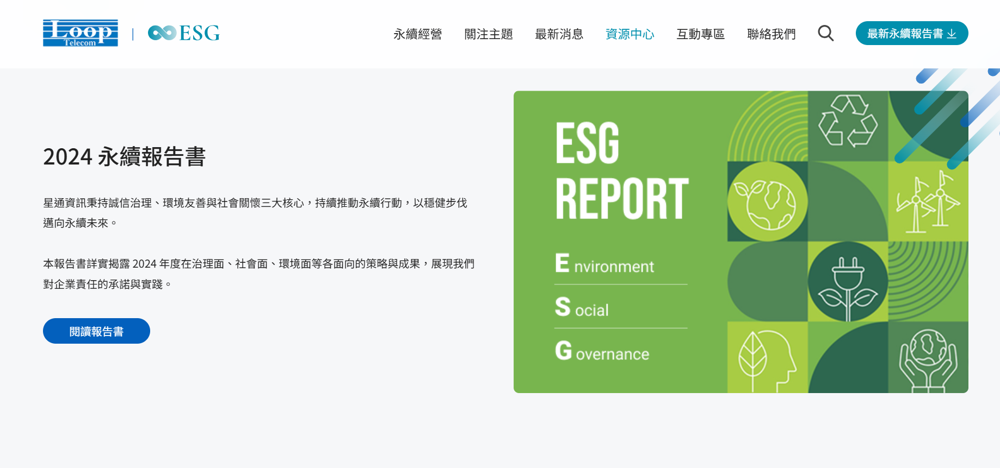 Loop
Telecom
ESG
永續經營
關注主題
最新消息
資源中心
互動專區
聯絡我們
最新永續報告書
2024 永續報告書
星通資訊秉持誠信治理、環境友善與社會關懷三大核心，持續推動永續行動，以穩健步伐
邁向永續未來。
本報告書詳實揭露 2024 年度在治理面、社會面、環境面等各面向的策略與成果，展現我們
對企業責任的承諾與實踐。
閱讀報告書
ESG
REPORT
Environment
Social
Governance